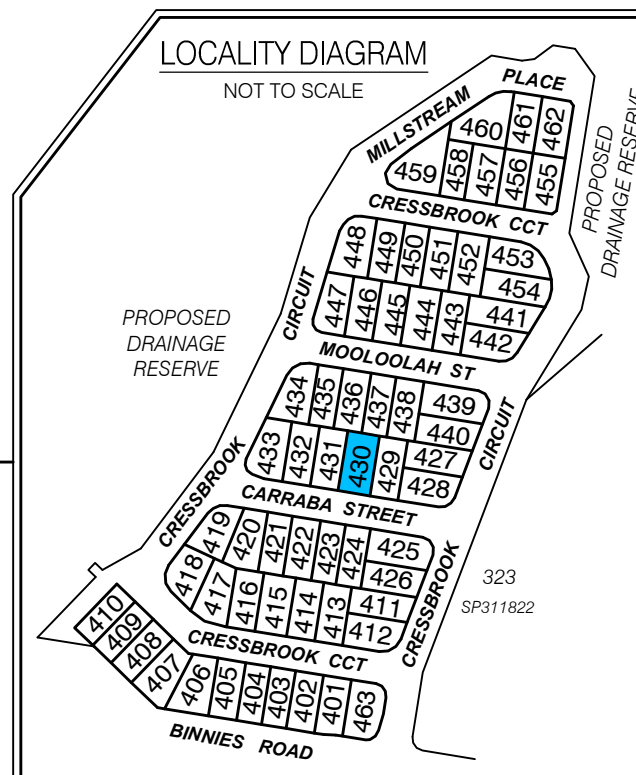 LOCALITY DIAGRAM
NOT TO SCALE
MILLSTREAM PLACE
460 461 462
459 458 457 456 455
CRESSBROOK CCT
PROPOSED
DRAINAGE RESERVE
448 449 450 451 452 453
454
447 446 445 444 443 441
442
CIRCUIT
PROPOSED
DRAINAGE
RESERVE
MOOLOOLAH ST
434 435 436 437 438 439
440
433 432 431 430 429 427
428
CIRCUIT
CRESSBROOK
CARRABA STREET
419 420 421 422 423 424 425
426
418 417 416 415 414 413 411
412
CRESSBROOK
323
SP311822
CRESSBROOK CCT
410 409 408 407 406 405 404 403 402 401 463
BINNIES ROAD